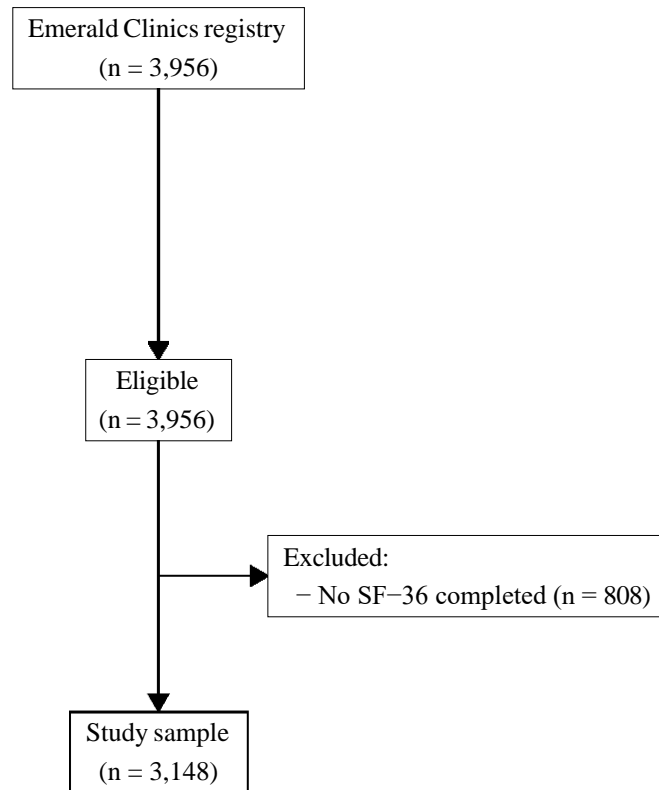 Emerald Clinics registry
(n = 3,956)
Eligible
(n = 3,956)
Excluded:
− No SF−36 completed (n = 808)
Study sample
(n = 3,148)